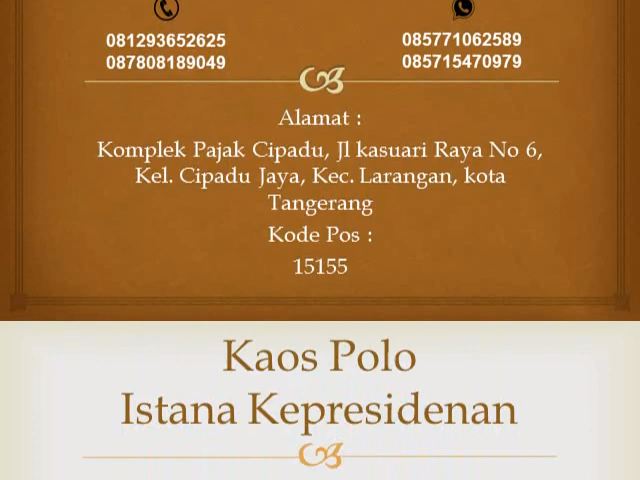 081293652625
087808189049
085771062589
085715470979
Alamat :
Komplek Pajak Cipadu, Jl kasuari Raya No 6,
Kel. Cipadu Jaya, Kec. Larangan, kota
Tangerang
Kode Pos :
15155
Kaos Polo
Istana Kepresidenan